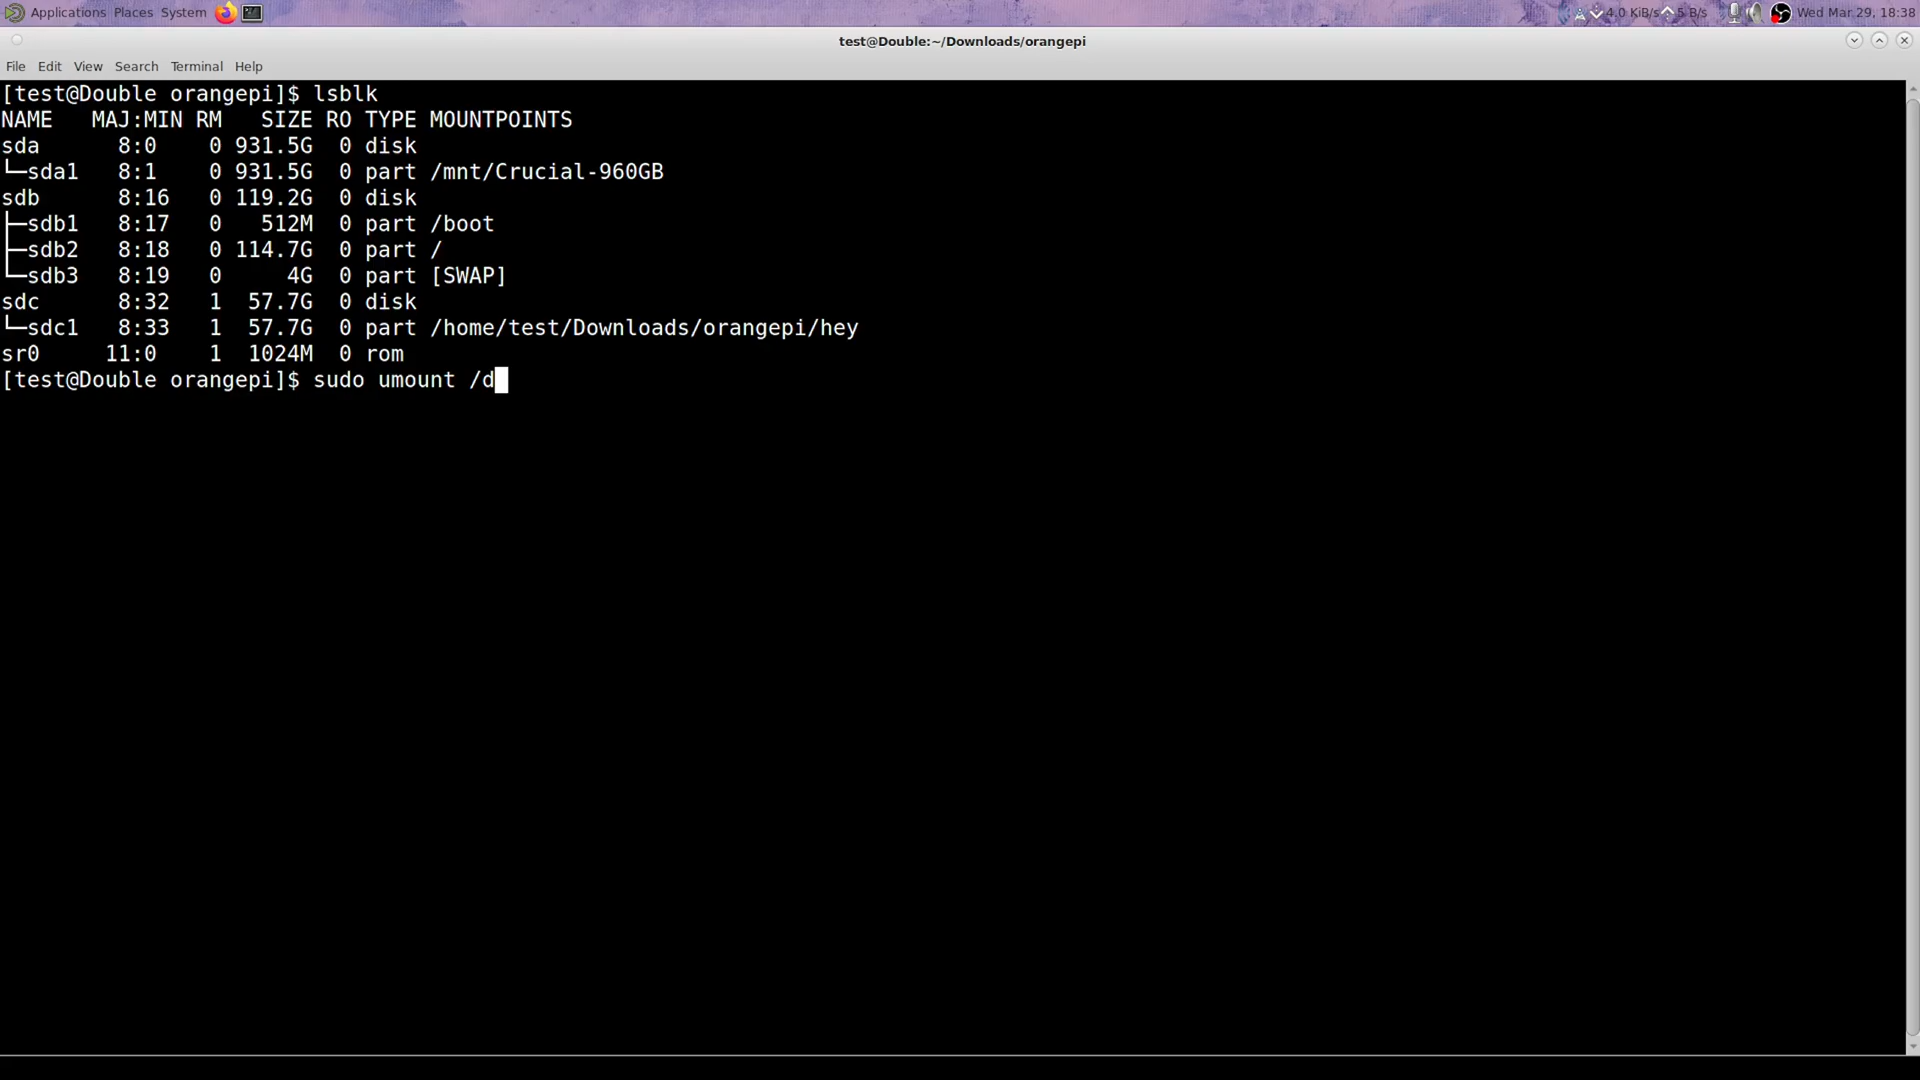 Applications Places System 4.0 KiB/s 5 B/s Wed Mar 29, 18:38
test@Double:~/Downloads/orangepi
File Edit View Search Terminal Help
[test@Double orangepi]$ lsblk
NAME   MAJ:MIN RM   SIZE RO TYPE MOUNTPOINTS
sda      8:0    0 931.5G  0 disk
└─sda1   8:1    0 931.5G  0 part /mnt/Crucial-960GB
sdb      8:16   0 119.2G  0 disk
├─sdb1   8:17   0   512M  0 part /boot
├─sdb2   8:18   0 114.7G  0 part /
└─sdb3   8:19   0     4G  0 part [SWAP]
sdc      8:32   1  57.7G  0 disk
└─sdc1   8:33   1  57.7G  0 part /home/test/Downloads/orangepi/hey
sr0     11:0    1  1024M  0 rom
[test@Double orangepi]$ sudo umount /d